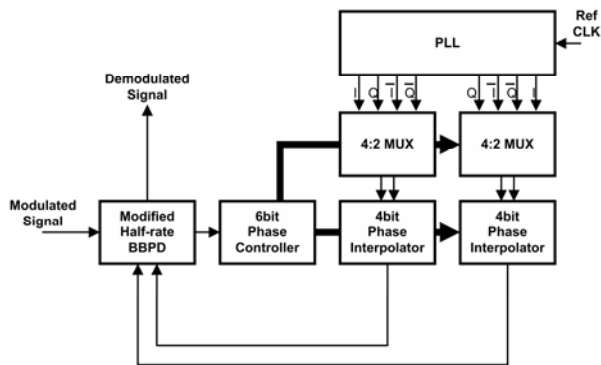 Ref
CLK
PLL
Demodulated
Signal
I Q I̅ Q̅
Q I̅ Q̅ I
4:2 MUX
4:2 MUX
Modulated
Signal
Modified
Half-rate
BBPD
6bit
Phase
Controller
4bit
Phase
Interpolator
4bit
Phase
Interpolator